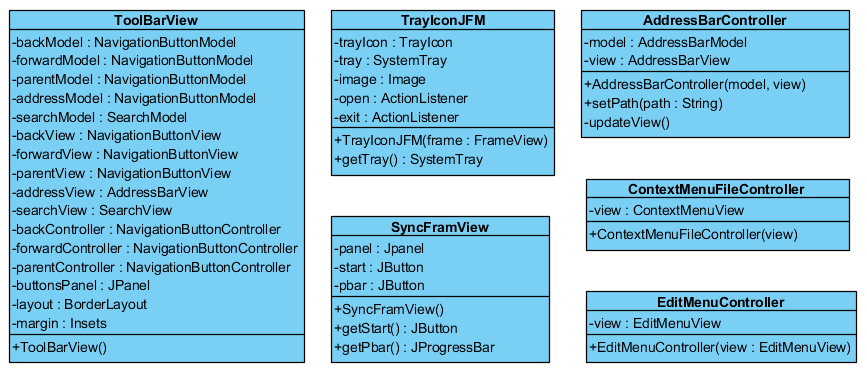 ToolBarView
-backModel : NavigationButtonModel
-forwardModel : NavigationButtonModel
-parentModel : NavigationButtonModel
-addressModel : NavigationButtonModel
-searchModel : SearchModel
-backView : NavigationButtonView
-forwardView : NavigationButtonView
-parentView : NavigationButtonView
-addressView : AddressBarView
-searchView : SearchView
-backController : NavigationButtonController
-forwardController : NavigationButtonController
-parentController : NavigationButtonController
-buttonsPanel : JPanel
-layout : BorderLayout
-margin : Insets
+ToolBarView()
TrayIconJFM
-trayIcon : TrayIcon
-tray : SystemTray
-image : Image
-open : ActionListener
-exit : ActionListener
+TrayIconJFM(frame : FrameView)
+getTray() : SystemTray
SyncFramView
-panel : Jpanel
-start : JButton
-pbar : JButton
+SyncFramView()
+getStart() : JButton
+getPbar() : JProgressBar
AddressBarController
-model : AddressBarModel
-view : AddressBarView
+AddressBarController(model, view)
+setPath(path : String)
-updateView()
ContextMenuFileController
-view : ContextMenuView
+ContextMenuFileController(view)
EditMenuController
-view : EditMenuView
+EditMenuController(view : EditMenuView)